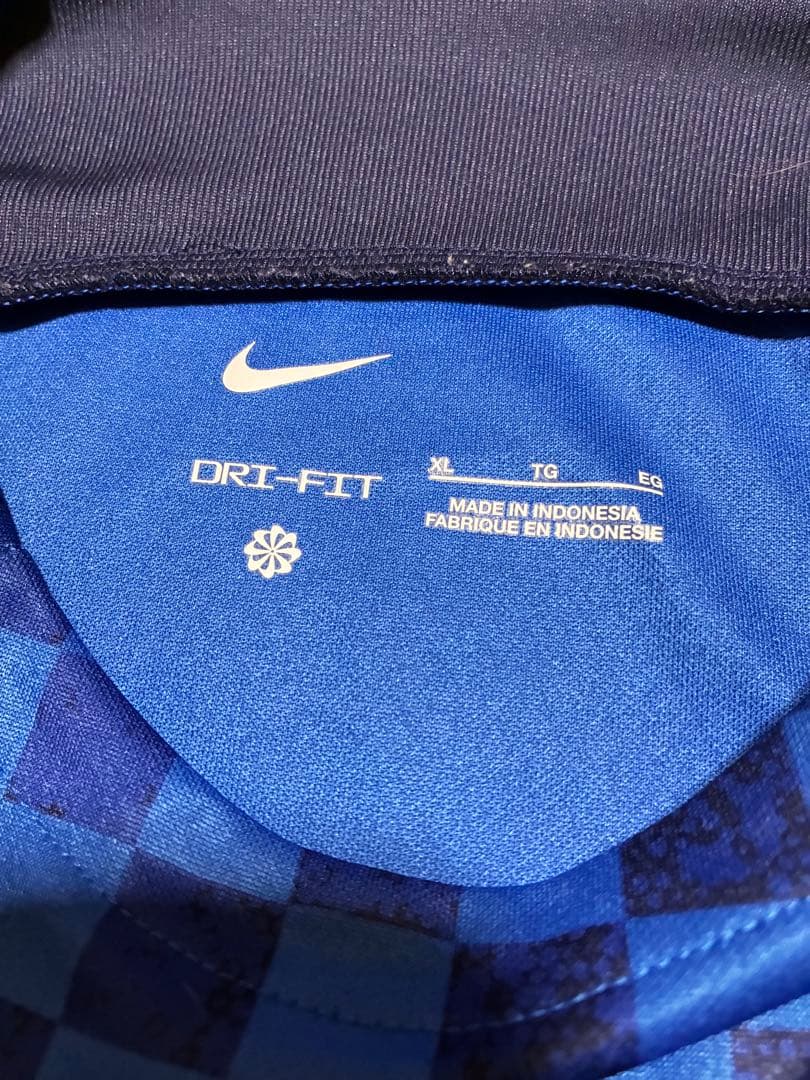 DRI-FIT
XL TG EG
MADE IN INDONESIA
FABRIQUE EN INDONESIE